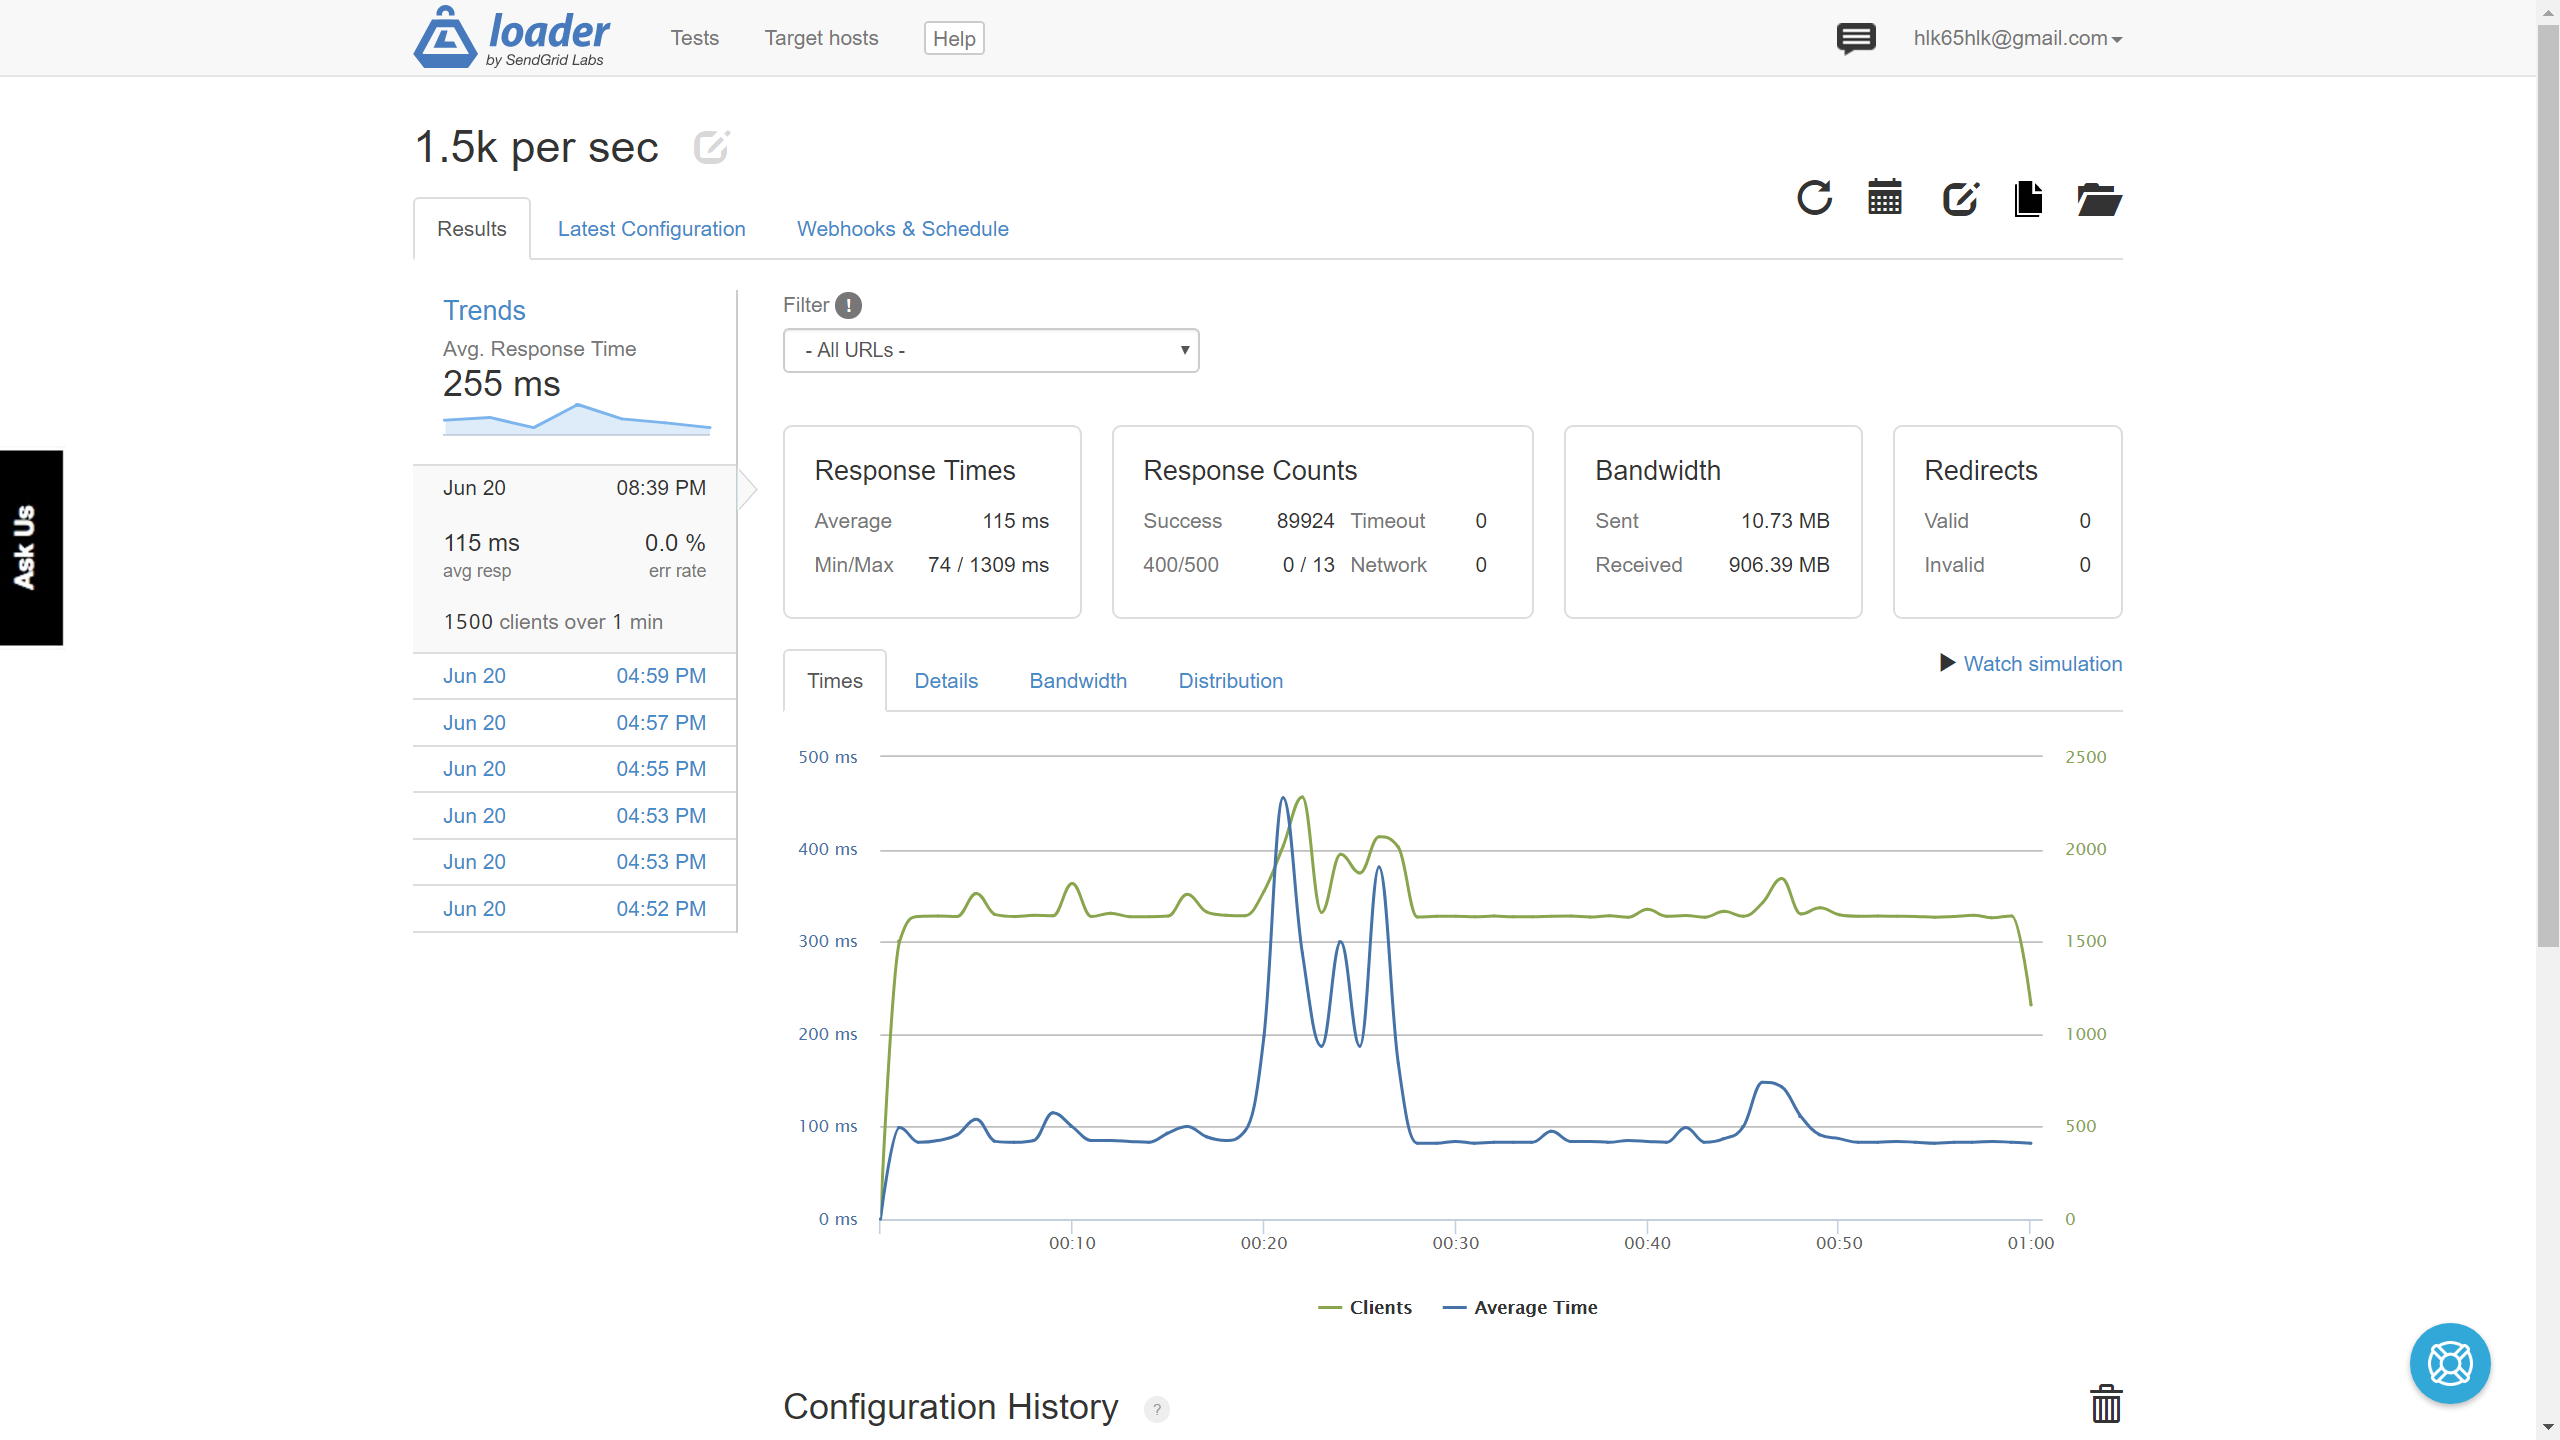 loader
by SendGrid Labs
Tests Target hosts Help
hlk65hlk@gmail.com
1.5k per sec
Results Latest Configuration Webhooks & Schedule
Ask Us
Trends
Avg. Response Time
255 ms
Jun 20 08:39 PM
115 ms 0.0 %
avg resp err rate
1500 clients over 1 min
Jun 20 04:59 PM
Jun 20 04:57 PM
Jun 20 04:55 PM
Jun 20 04:53 PM
Jun 20 04:53 PM
Jun 20 04:52 PM
Filter !
- All URLs -
Response Times
Average 115 ms
Min/Max 74 / 1309 ms
Response Counts
Success 89924 Timeout 0
400/500 0 / 13 Network 0
Bandwidth
Sent 10.73 MB
Received 906.39 MB
Redirects
Valid 0
Invalid 0
Watch simulation
Times Details Bandwidth Distribution
500 ms 2500
400 ms 2000
300 ms 1500
200 ms 1000
100 ms 500
0 ms 0
00:10 00:20 00:30 00:40 00:50 01:00
Clients Average Time
Configuration History ?